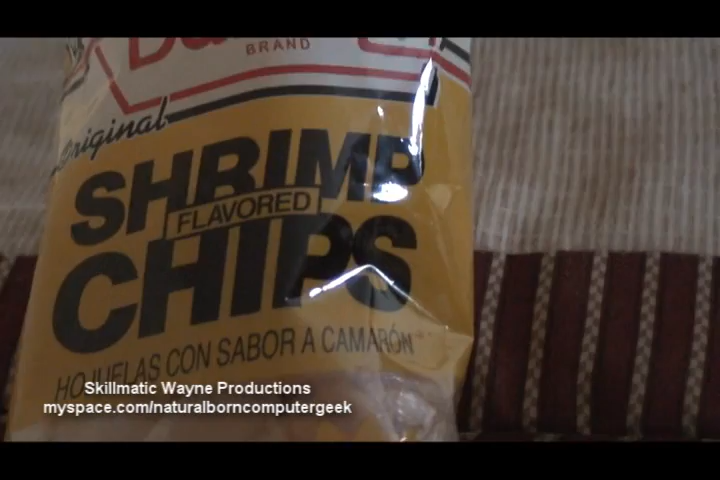 BRAND
Original
SHRIMP
FLAVORED
CHIPS
HOJUELAS CON SABOR A CAMARÓN
Skillmatic Wayne Productions
myspace.com/naturalborncomputergeek